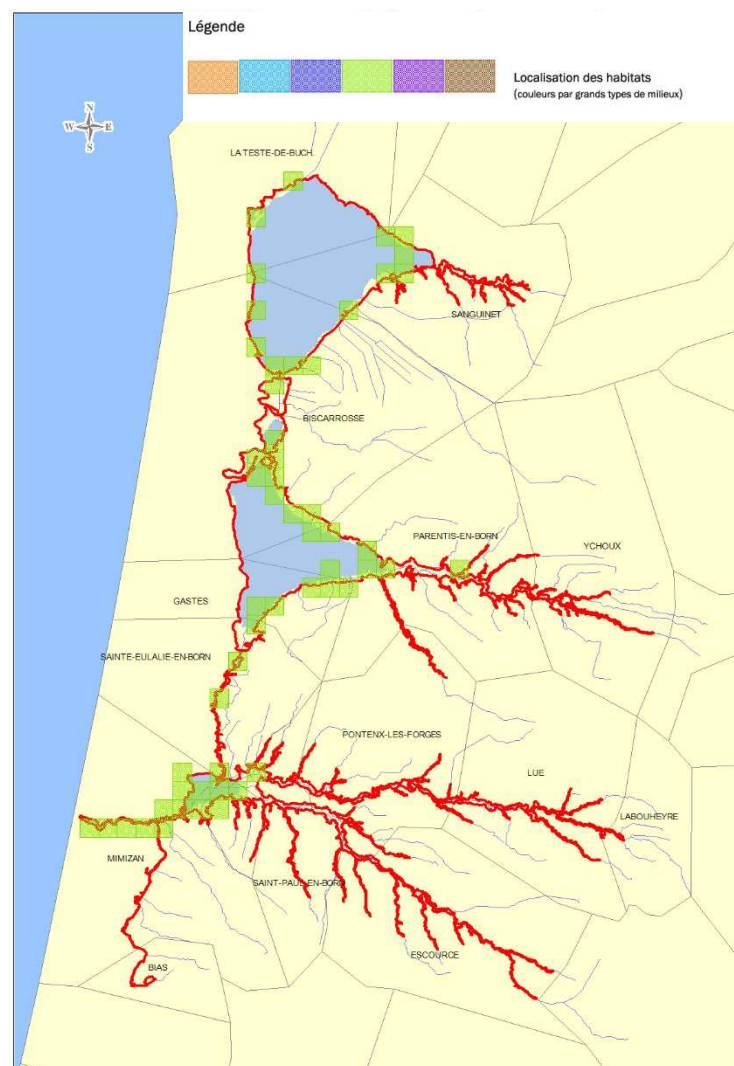 Légende
Localisation des habitats
(couleurs par grands types de milieux)
N
W E
S
LA TESTE-DE-BUCH
SANGUINET
BISCARROSSE
PARENTIS-EN-BORN
YCHOUX
GASTES
SAINTE-EULALIE-EN-BORN
PONTENX-LES-FORGES
LUE
LABOUHEYRE
MIMIZAN
SAINT-PAUL-EN-BORN
ESCOURCE
BIAS